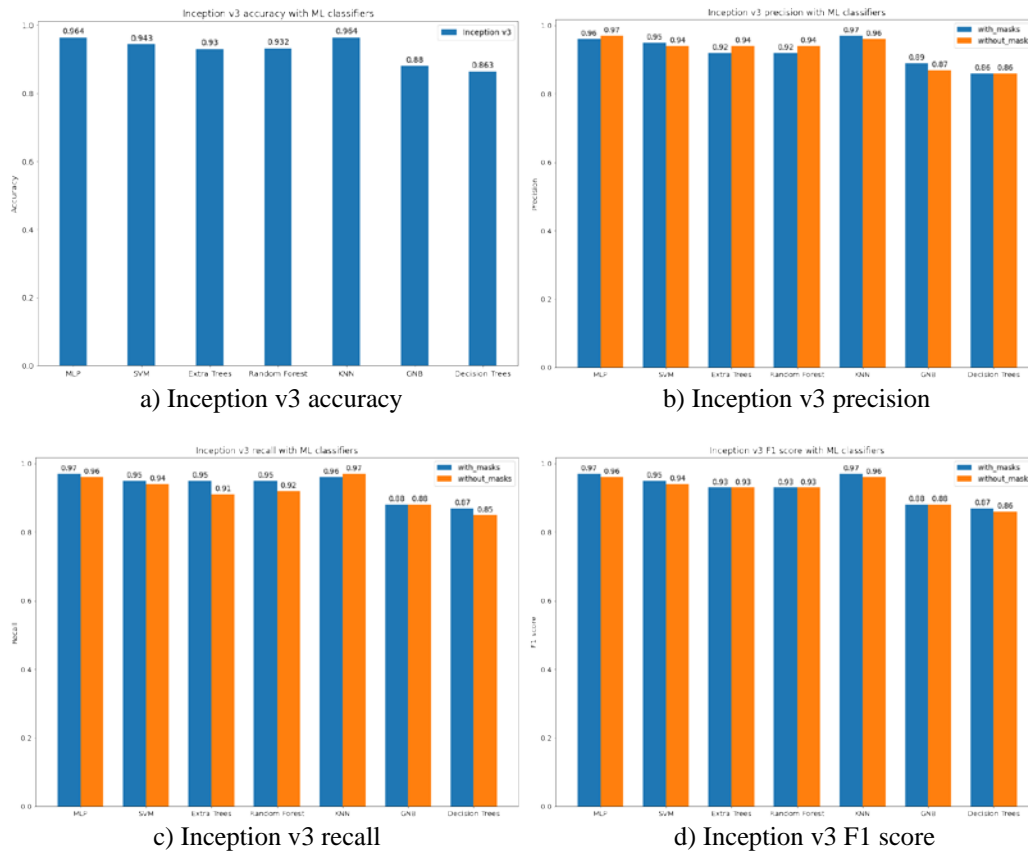 Inception v3 accuracy with ML classifiers
Inception v3
0.964 0.943 0.93 0.932 0.964 0.88 0.863
1.0
0.8
0.6
0.4
0.2
0.0
Accuracy
MLP SVM Extra Trees Random Forest KNN GNB Decision Trees
a) Inception v3 accuracy
Inception v3 precision with ML classifiers
with_masks
without_mask
0.96 0.97 0.95 0.94 0.92 0.94 0.92 0.94 0.97 0.96 0.89 0.87 0.86 0.86
1.0
0.8
0.6
0.4
0.2
0.0
Precision
MLP SVM Extra Trees Random Forest KNN GNB Decision Trees
b) Inception v3 precision
Inception v3 recall with ML classifiers
with_masks
without_masks
0.97 0.96 0.95 0.94 0.95 0.91 0.95 0.92 0.96 0.97 0.88 0.88 0.87 0.85
1.0
0.8
0.6
0.4
0.2
0.0
Recall
MLP SVM Extra Trees Random Forest KNN GNB Decision Trees
c) Inception v3 recall
Inception v3 F1 score with ML classifiers
with_masks
without_mask
0.97 0.96 0.95 0.94 0.93 0.93 0.93 0.93 0.97 0.96 0.88 0.88 0.87 0.86
1.0
0.8
0.6
0.4
0.2
0.0
F1 score
MLP SVM Extra Trees Random Forest KNN GNB Decision Trees
d) Inception v3 F1 score